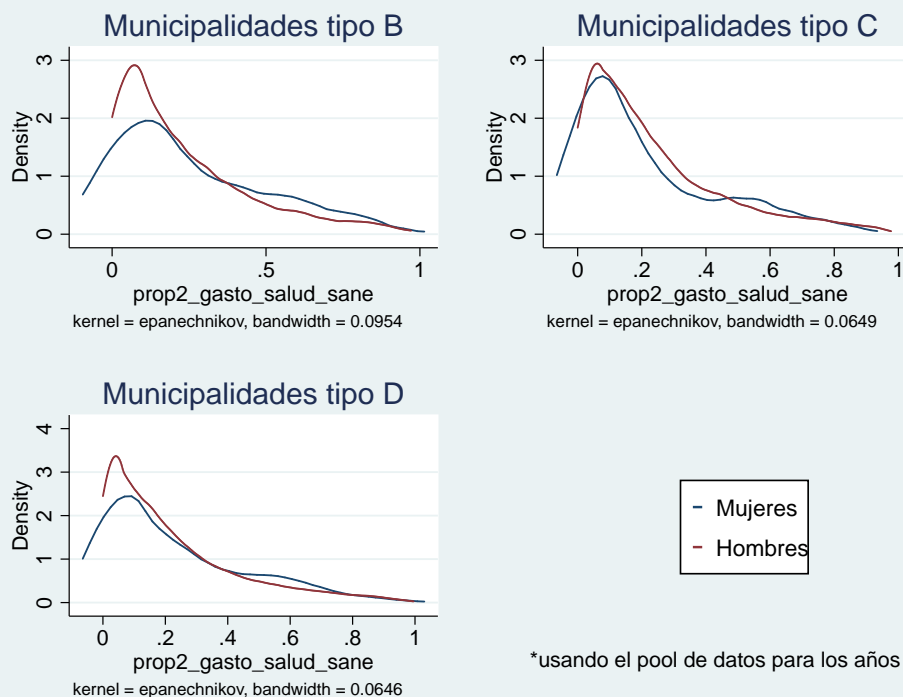 Municipalidades tipo B
Density
0
1
2
3
0
.5
1
prop2_gasto_salud_sane
kernel = epanechnikov, bandwidth = 0.0954
Municipalidades tipo C
Density
0
1
2
3
0
.2
.4
.6
.8
1
prop2_gasto_salud_sane
kernel = epanechnikov, bandwidth = 0.0649
Municipalidades tipo D
Density
0
1
2
3
4
0
.2
.4
.6
.8
1
prop2_gasto_salud_sane
kernel = epanechnikov, bandwidth = 0.0646
Mujeres
Hombres
*usando el pool de datos para los años